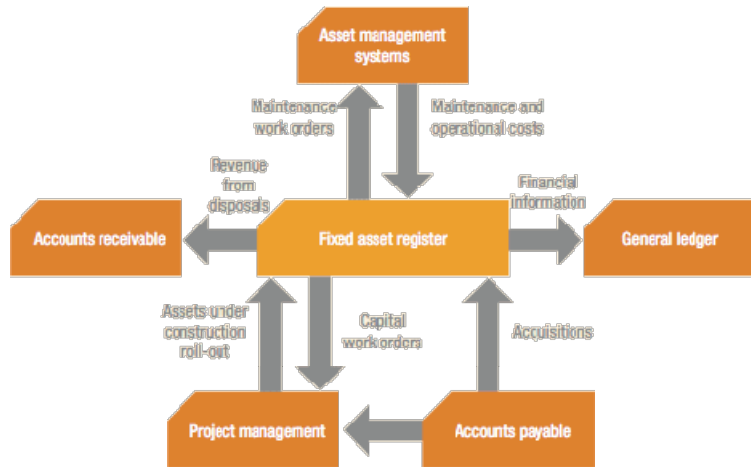 Asset management
systems
Maintenance
work orders
Maintenance and
operational costs
Revenue
from
disposals
Financial
information
Accounts receivable
Fixed asset register
General ledger
Assets under
construction
roll-out
Capital
work orders
Acquisitions
Project management
Accounts payable